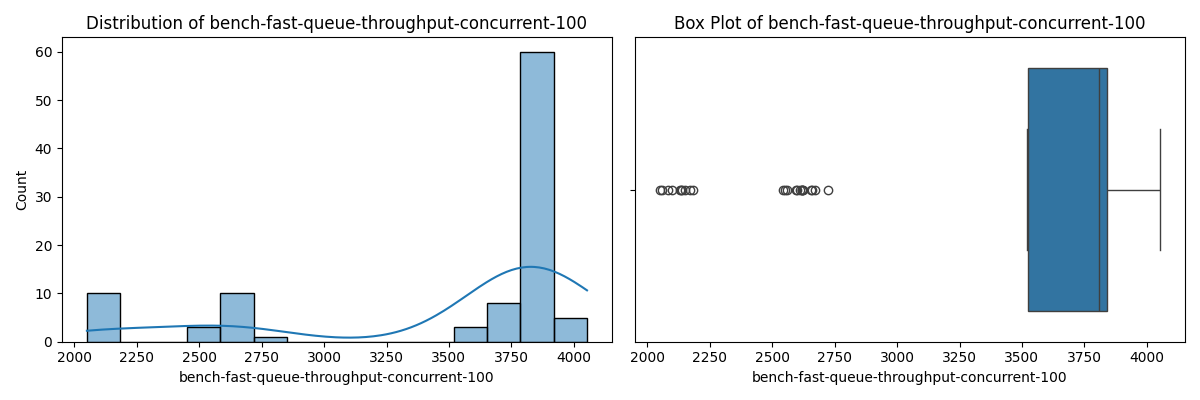 Distribution of bench-fast-queue-throughput-concurrent-100
60
50
40
30
20
10
0
Count
2000 2250 2500 2750 3000 3250 3500 3750 4000
bench-fast-queue-throughput-concurrent-100
Box Plot of bench-fast-queue-throughput-concurrent-100
2000 2250 2500 2750 3000 3250 3500 3750 4000
bench-fast-queue-throughput-concurrent-100